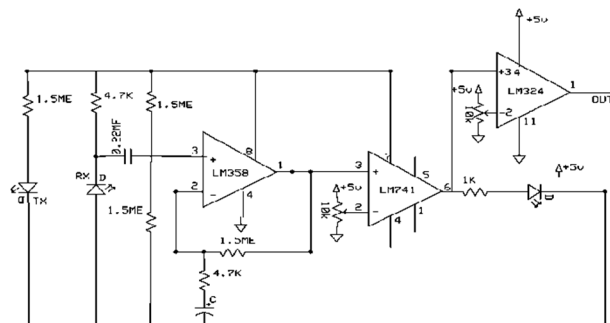 +5v
+ 3 4
1
LM324
OUT
+5v
10k
- 2
11
1.5ME
4.7K
1.5ME
0.22MF
3
+
8
LM358
1
2
-
4
RX
D
D
TX
1.5ME
1.5ME
4.7K
C
+5v
10k
3
+
7
5
LM741
6
2
-
4
1
1K
+5v
D